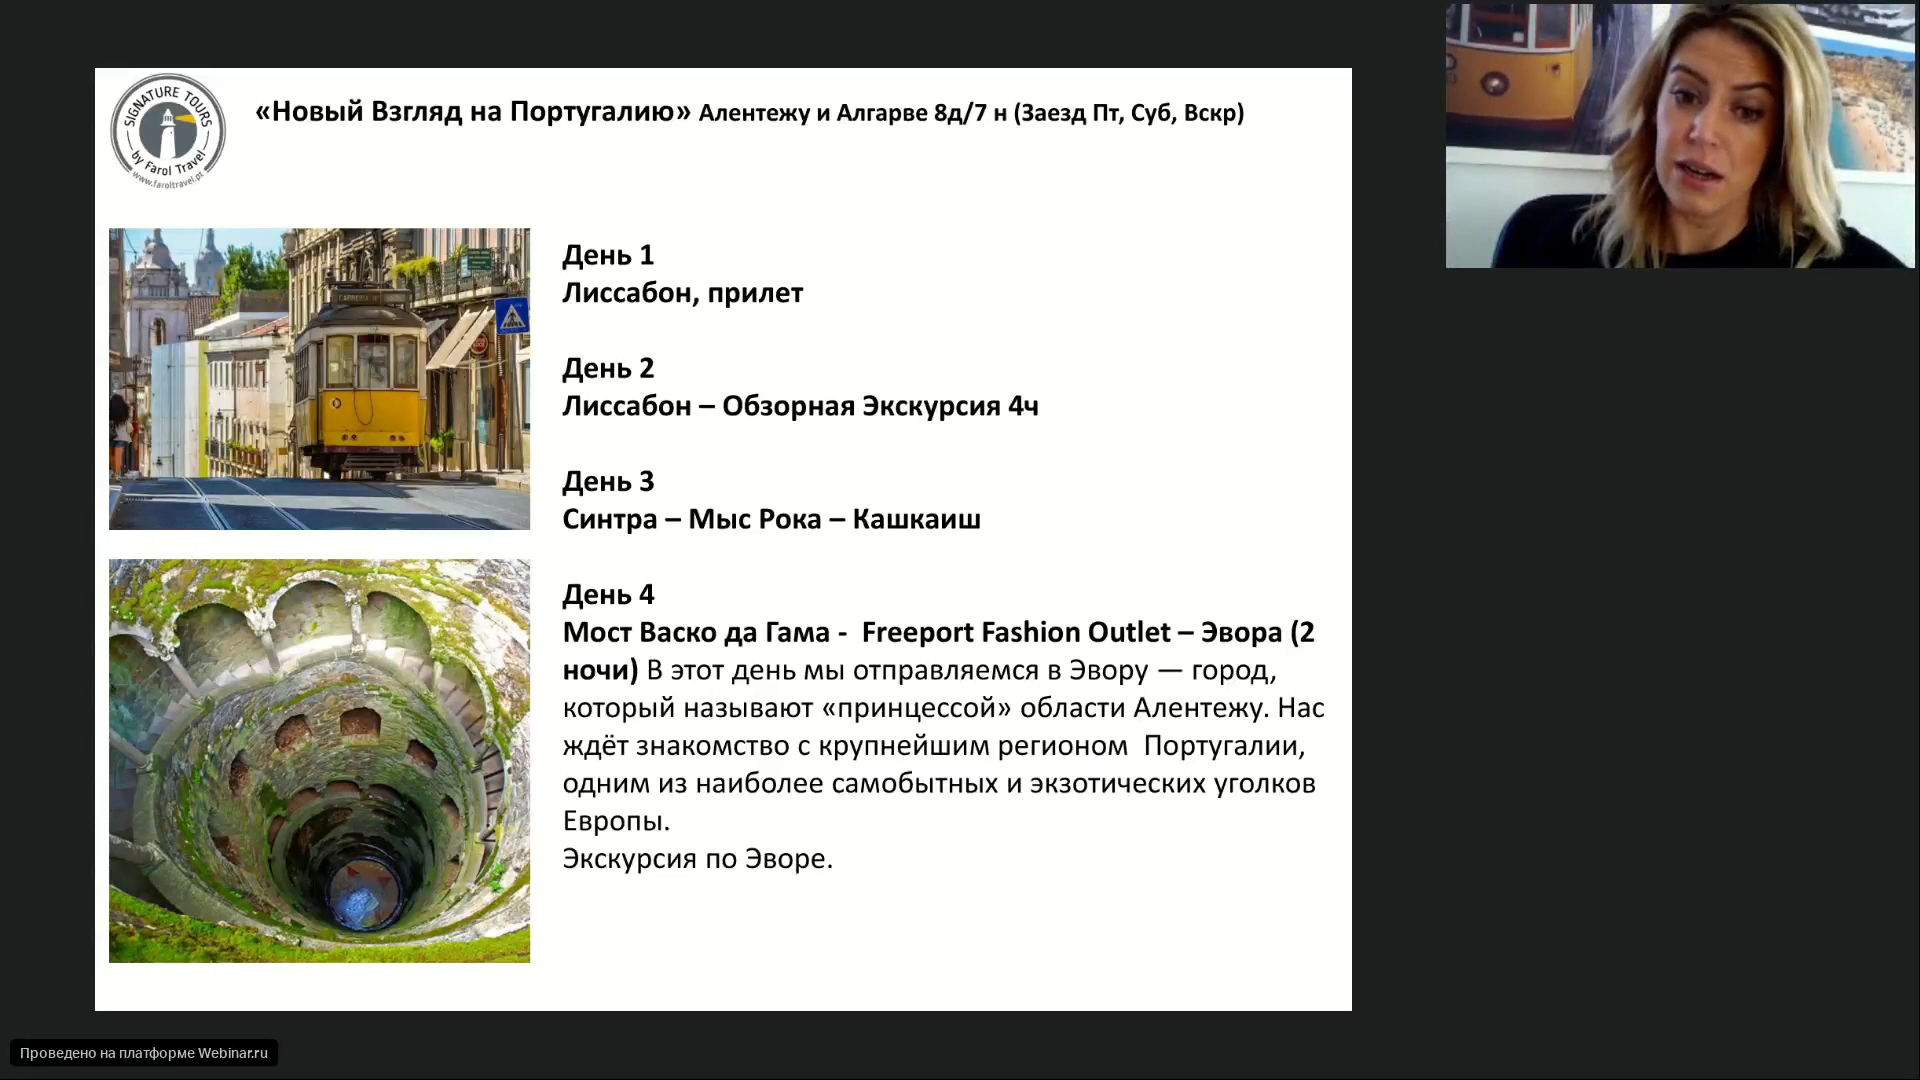 SIGNATURE TOURS
by Farol Travel
www.faroltravel.pt
«Новый Взгляд на Португалию» Алентежу и Алгарве 8д/7 н (Заезд Пт, Суб, Вскр)
День 1
Лиссабон, прилет
День 2
Лиссабон – Обзорная Экскурсия 4ч
День 3
Синтра – Мыс Рока – Кашкаиш
День 4
Мост Васко да Гама -  Freeport Fashion Outlet – Эвора (2
ночи) В этот день мы отправляемся в Эвору — город,
который называют «принцессой» области Алентежу. Нас
ждёт знакомство с крупнейшим регионом  Португалии,
одним из наиболее самобытных и экзотических уголков
Европы.
Экскурсия по Эворе.
Проведено на платформе Webinar.ru